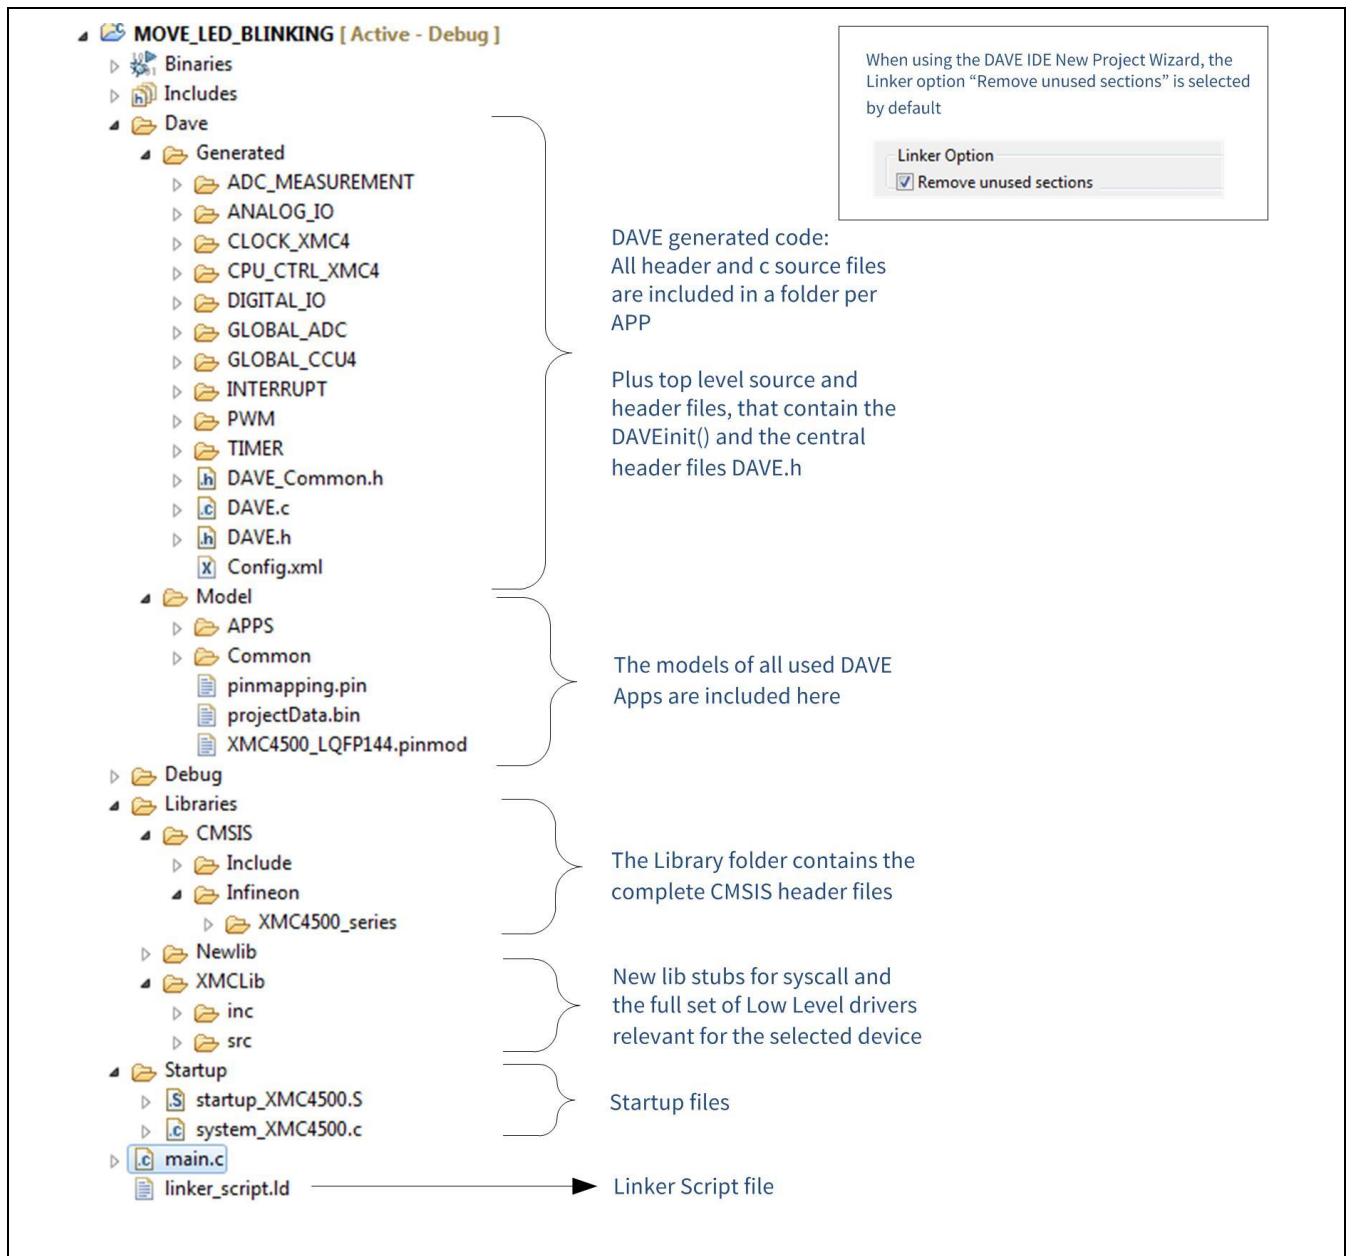 MOVE_LED_BLINKING [ Active - Debug ]
Binaries
Includes
Dave
Generated
ADC_MEASUREMENT
ANALOG_IO
CLOCK_XMC4
CPU_CTRL_XMC4
DIGITAL_IO
GLOBAL_ADC
GLOBAL_CCU4
INTERRUPT
PWM
TIMER
DAVE_Common.h
DAVE.c
DAVE.h
Config.xml
Model
APPS
Common
pinmapping.pin
projectData.bin
XMC4500_LQFP144.pinmod
Debug
Libraries
CMSIS
Include
Infineon
XMC4500_series
Newlib
XMCLib
inc
src
Startup
startup_XMC4500.S
system_XMC4500.c
main.c
linker_script.ld
When using the DAVE IDE New Project Wizard, the
Linker option “Remove unused sections” is selected
by default
Linker Option
Remove unused sections
DAVE generated code:
All header and c source files
are included in a folder per
APP
Plus top level source and
header files, that contain the
DAVEinit() and the central
header files DAVE.h
The models of all used DAVE
Apps are included here
The Library folder contains the
complete CMSIS header files
New lib stubs for syscall and
the full set of Low Level drivers
relevant for the selected device
Startup files
Linker Script file